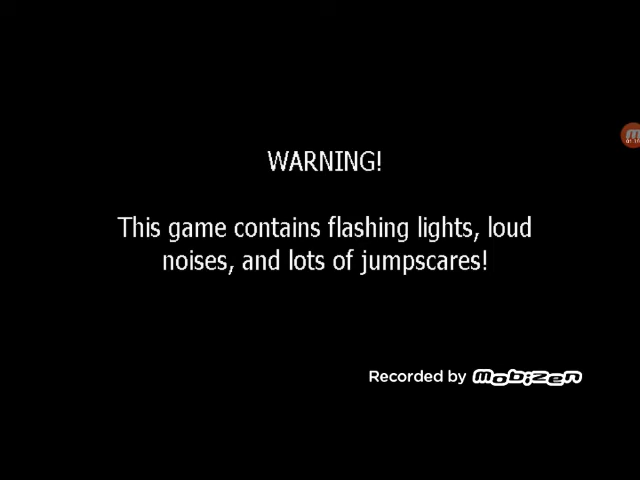 WARNING!
This game contains flashing lights, loud
noises, and lots of jumpscares!
Recorded by mobizen